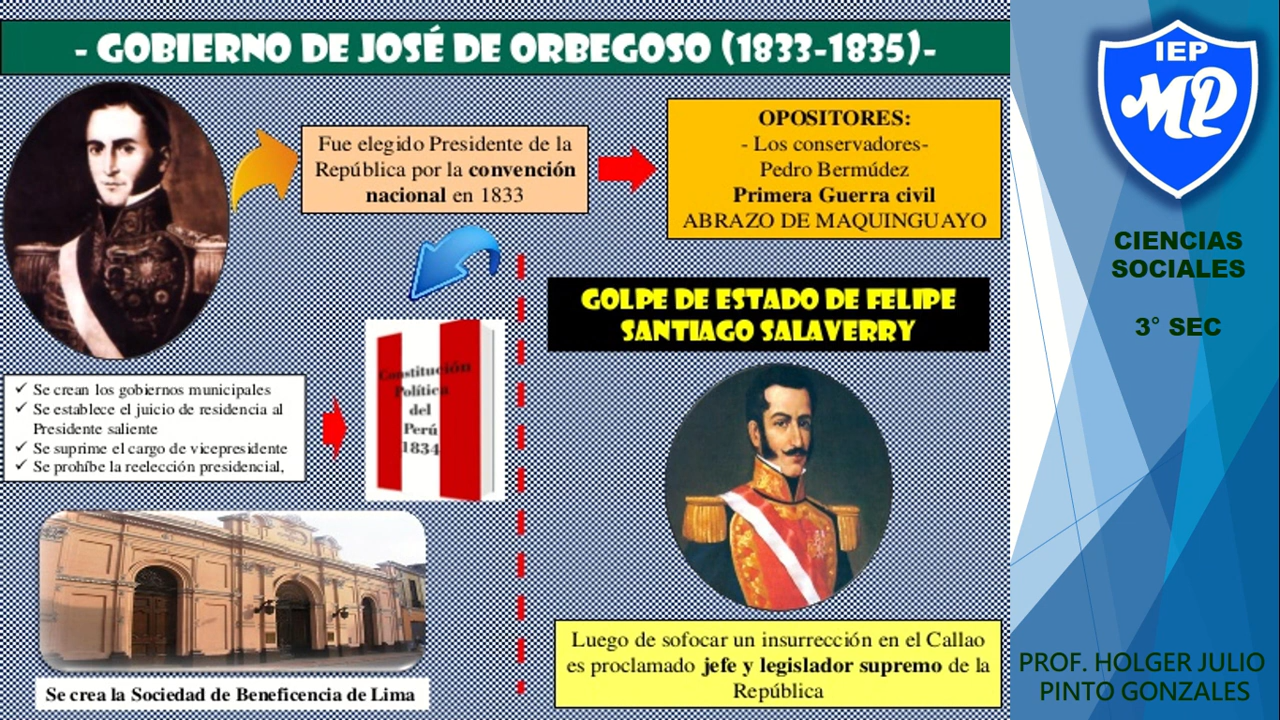 - GOBIERNO DE JOSÉ DE ORBEGOSO (1833-1835)-
Fue elegido Presidente de la
República por la convención
nacional en 1833
OPOSITORES:
- Los conservadores-
Pedro Bermúdez
Primera Guerra civil
ABRAZO DE MAQUINGUAYO
Constitución
Política
del
Perú
1834
✓ Se crean los gobiernos municipales
✓ Se establece el juicio de residencia al
Presidente saliente
✓ Se suprime el cargo de vicepresidente
✓ Se prohíbe la reelección presidencial,
Se crea la Sociedad de Beneficencia de Lima
GOLPE DE ESTADO DE FELIPE
SANTIAGO SALAVERRY
Luego de sofocar un insurrección en el Callao
es proclamado jefe y legislador supremo de la
República
IEP
MP
CIENCIAS
SOCIALES
3° SEC
PROF. HOLGER JULIO
PINTO GONZALES